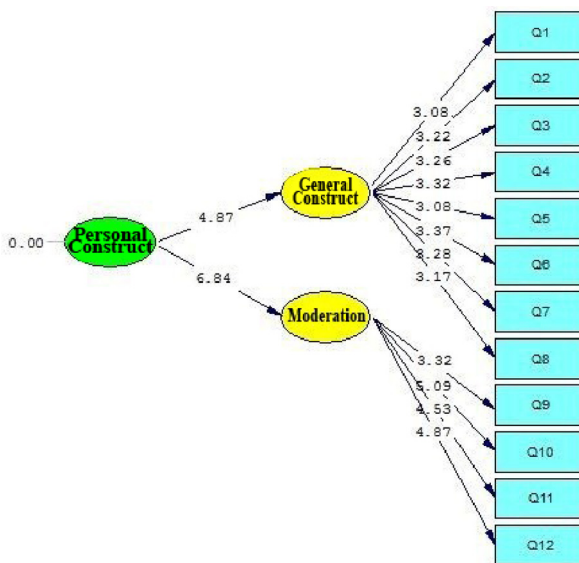 Q1
Q2
3.08
3.22
Q3
3.26
General
Construct
3.32
Q4
3.08
Q5
4.87
3.37
Personal
Construct
0.00
3.28
Q6
3.17
6.84
Moderation
Q7
Q8
3.32
5.09
Q9
4.53
4.87
Q10
Q11
Q12